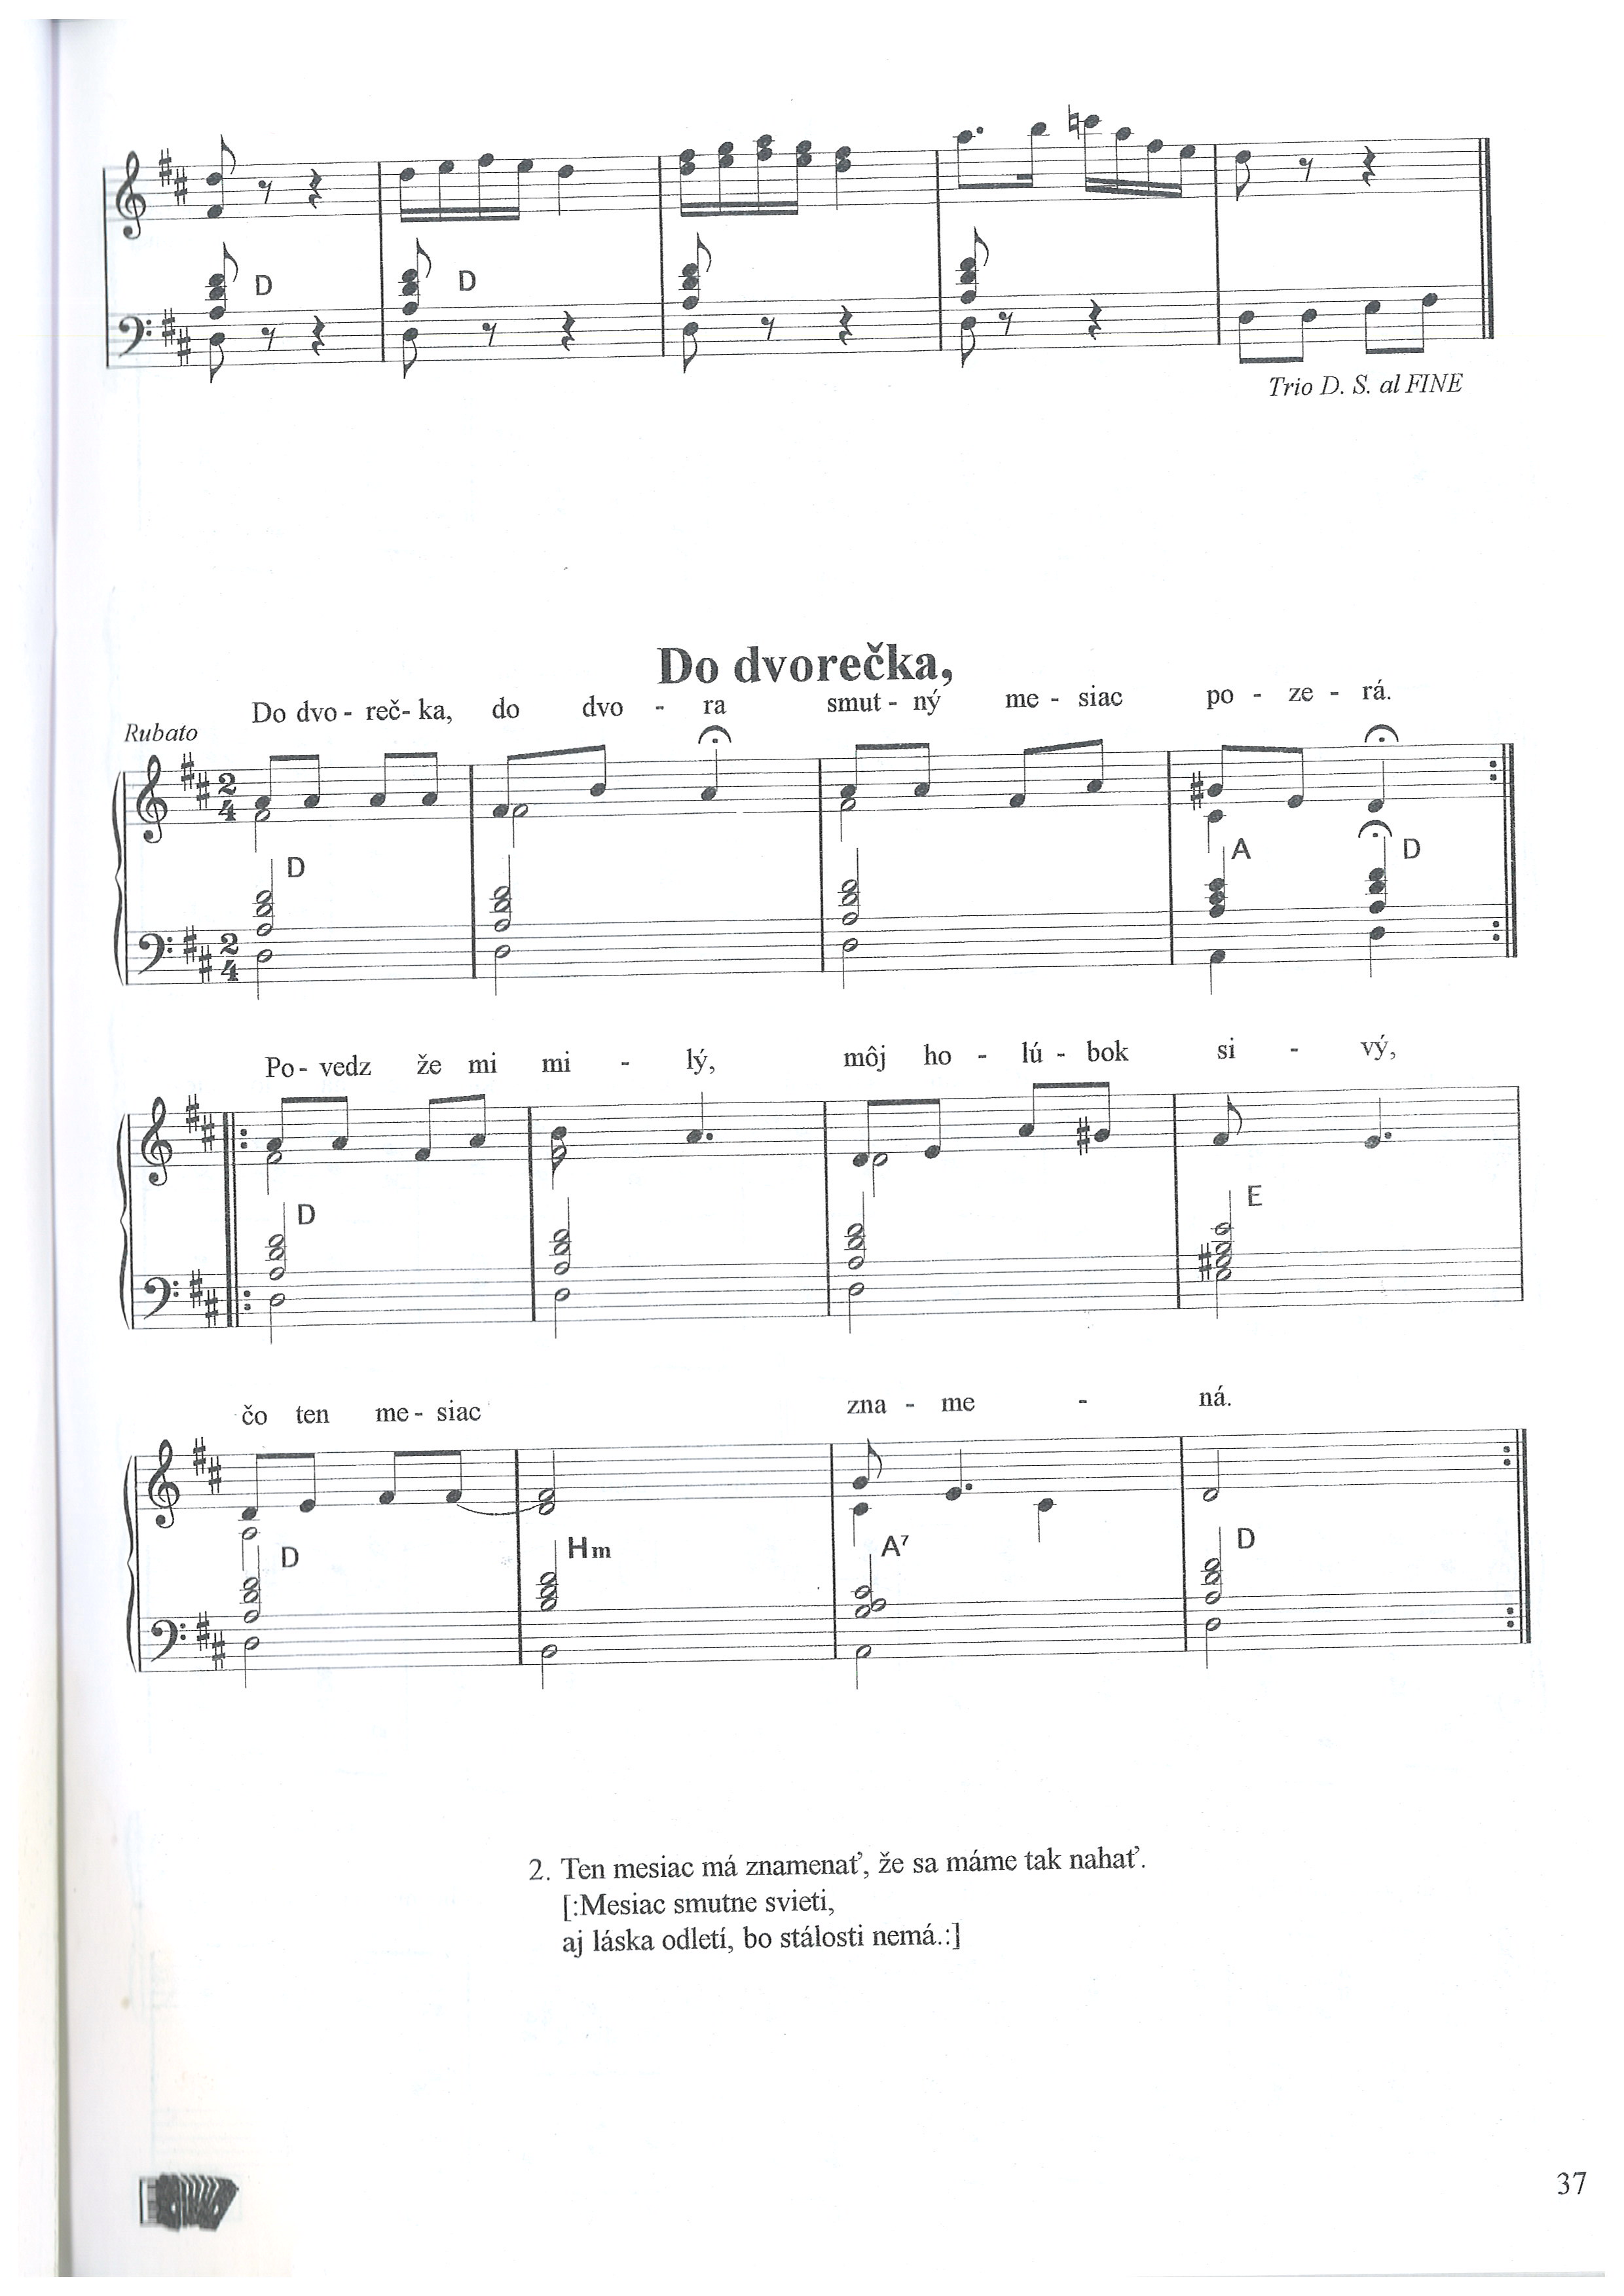 D D
Trio D. S. al FINE
Do dvorečka,
Do dvo - reč- ka, do dvo - ra smut - ný me - siac po - ze - rá.
Rubato
D A D
Po - vedz že mi mi - lý, môj ho - lú - bok si - vý,
D E
čo ten me - siac zna - me - ná.
D Hm A7 D
2. Ten mesiac má znamenať, že sa máme tak nahať.
[:Mesiac smutne svieti,
aj láska odletí, bo stálosti nemá.:]
37